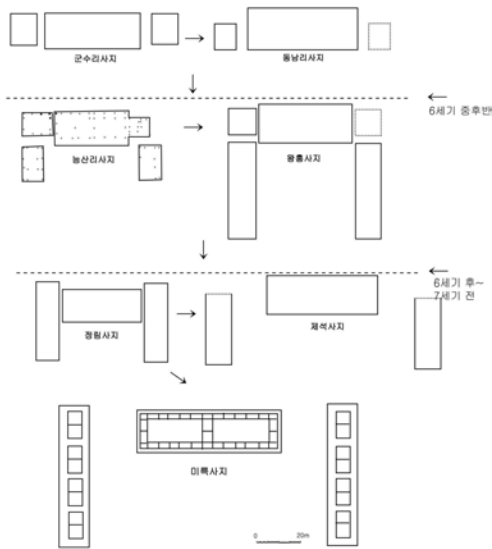 군수리사지
동남리사지
6세기 중후반
능산리사지
왕흥사지
6세기 후~
7세기 전
정림사지
제석사지
미륵사지
0 20m